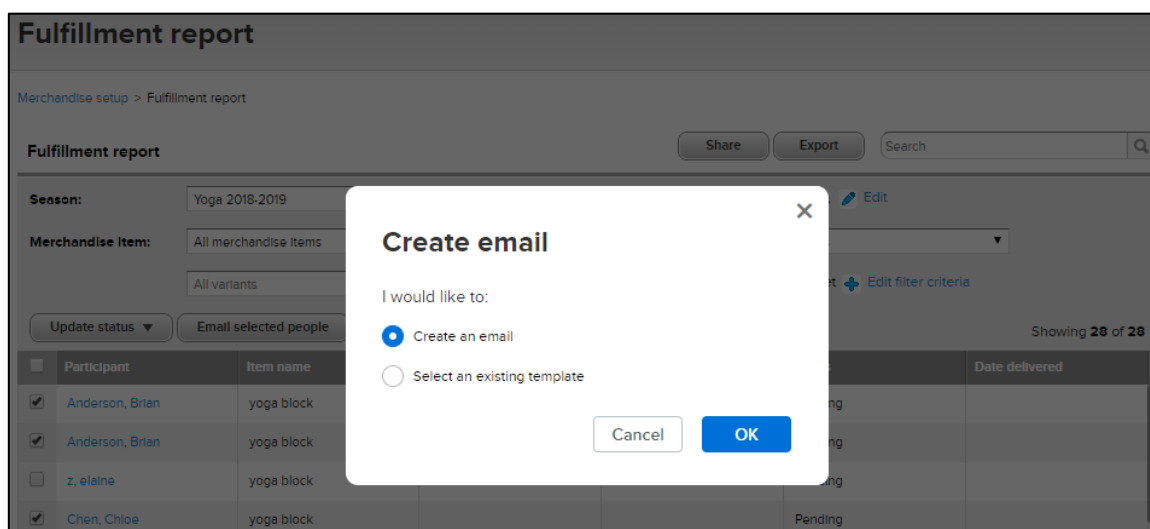 Fulfillment report
Merchandise setup > Fulfillment report
Fulfillment report
Share
Export
Search
Season:
Yoga 2018-2019
Edit
Merchandise item:
All merchandise items
All variants
Edit filter criteria
Update status
Email selected people
Showing 28 of 28
Participant
Item name
Date delivered
Anderson, Brian
yoga block
Anderson, Brian
yoga block
z, elaine
yoga block
Chen, Chloe
yoga block
Pending
Create email
I would like to:
Create an email
Select an existing template
Cancel
OK